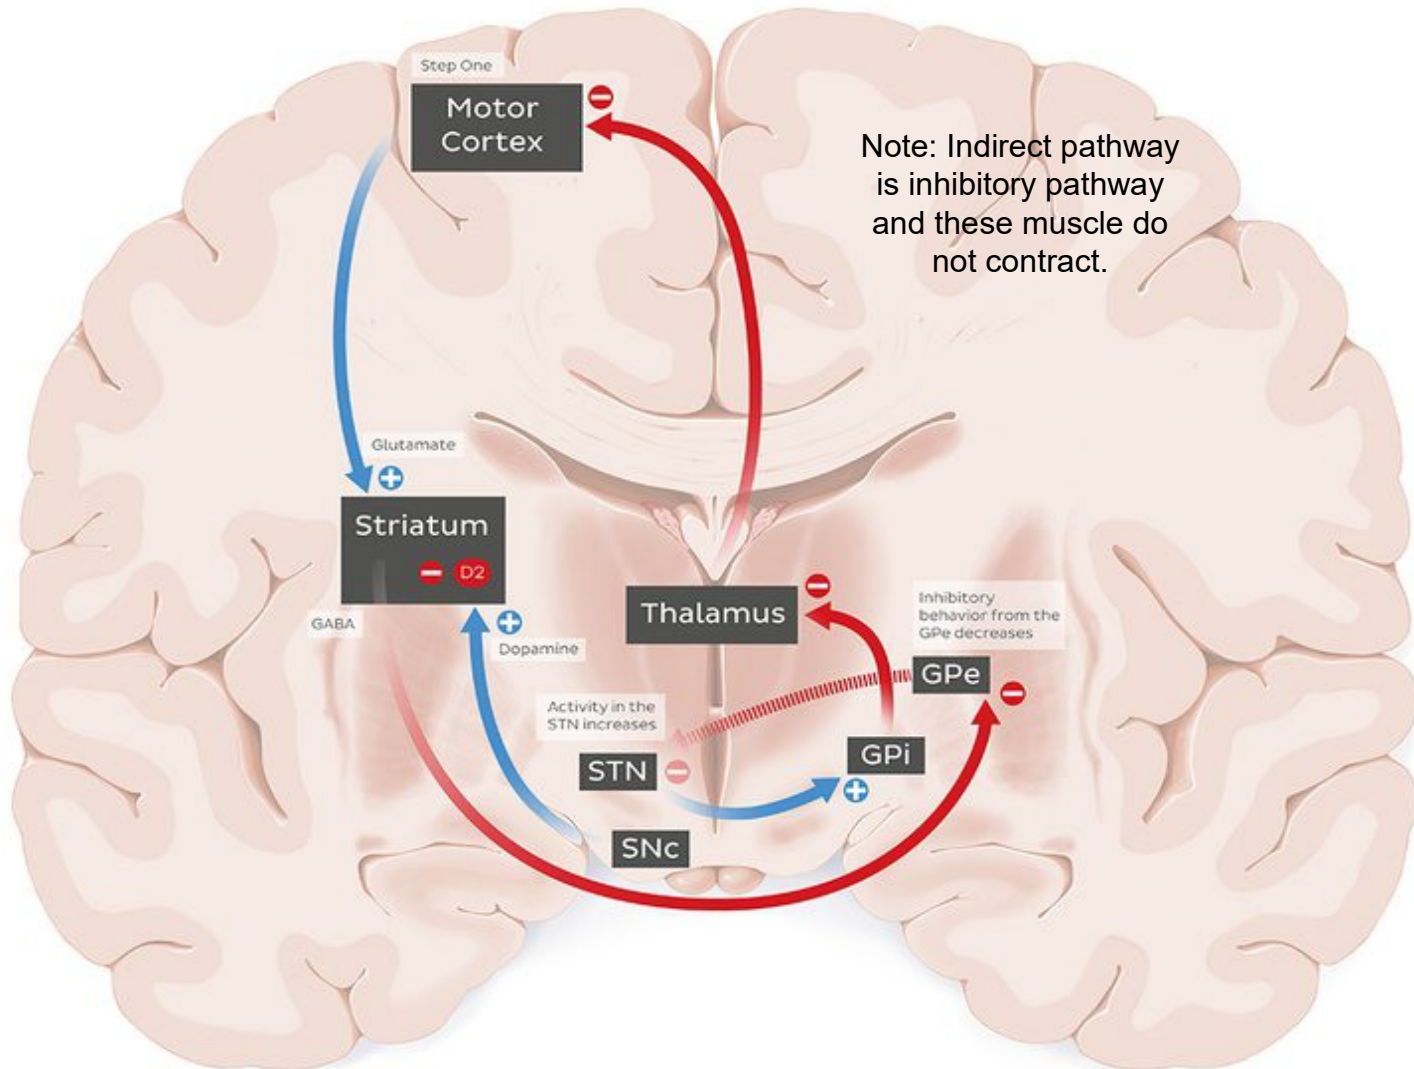 Step One
Motor
Cortex
Note: Indirect pathway
is inhibitory pathway
and these muscle do
not contract.
Glutamate
Striatum
D2
GABA
Dopamine
Thalamus
Inhibitory
behavior from the
GPe decreases
GPe
Activity in the
STN increases
STN
GPi
SNc